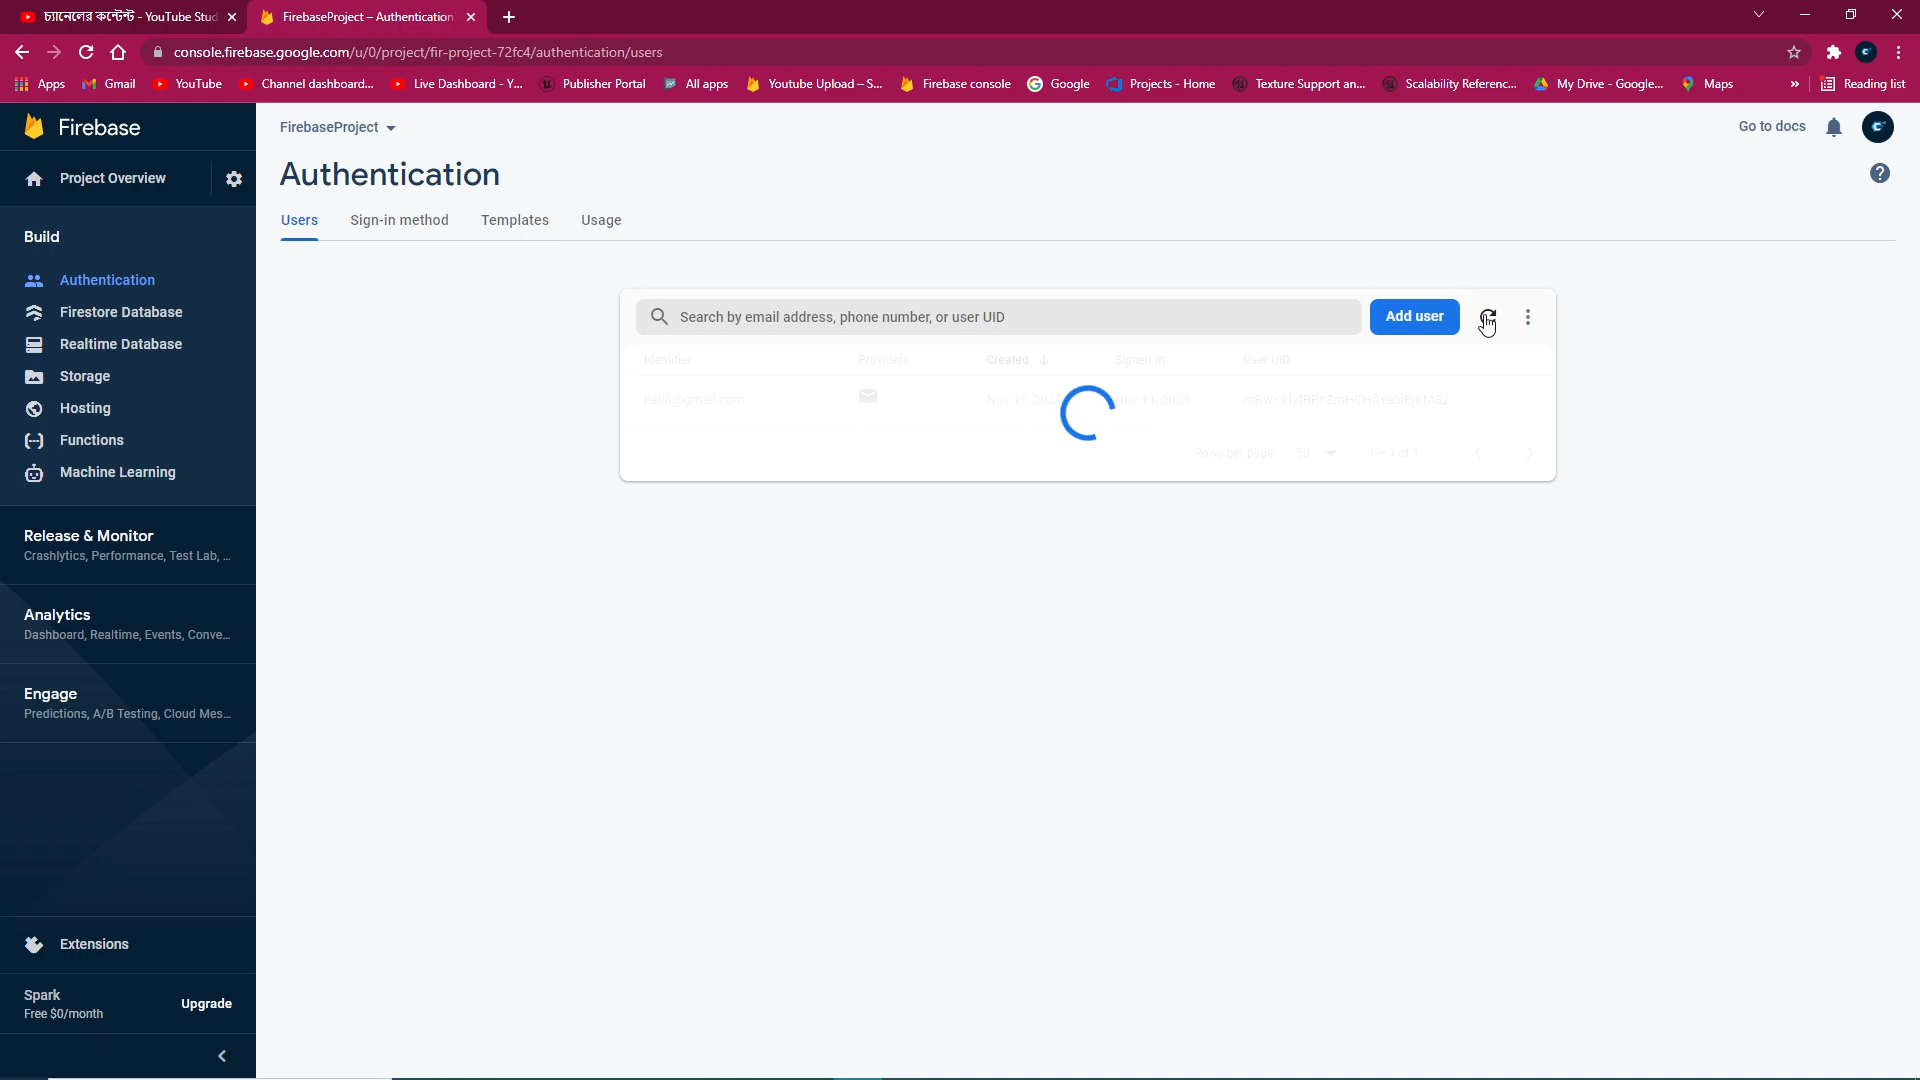 চ্যানেলের কন্টেন্ট - YouTube Stud
FirebaseProject – Authentication
console.firebase.google.com/u/0/project/fir-project-72fc4/authentication/users
Apps
Gmail
YouTube
Channel dashboard...
Live Dashboard - Y...
Publisher Portal
All apps
Youtube Upload – S...
Firebase console
Google
Projects - Home
Texture Support an...
Scalability Referenc...
My Drive - Google...
Maps
»
Reading list
Firebase
FirebaseProject
Go to docs
Project Overview
Authentication
Users
Sign-in method
Templates
Usage
Build
Authentication
Firestore Database
Realtime Database
Storage
Hosting
Functions
Machine Learning
Search by email address, phone number, or user UID
Add user
Identifier
Providers
Created
Signed In
User UID
hello@gmail.com
Nov 11, 202
Nov 11, 2021
Rows per page:
50
1 – 1 of 1
Release & Monitor
Crashlytics, Performance, Test Lab, ...
Analytics
Dashboard, Realtime, Events, Conve...
Engage
Predictions, A/B Testing, Cloud Mes...
Extensions
Spark
Free $0/month
Upgrade